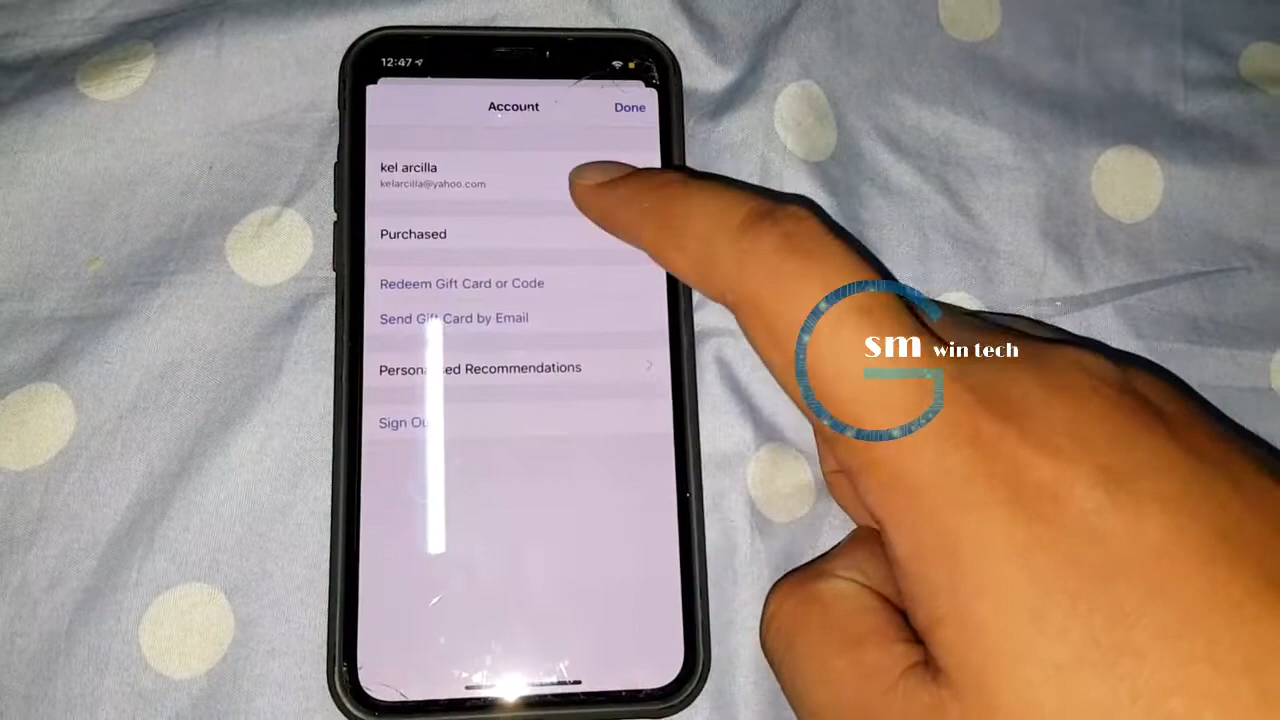 12:47
Account
Done
kel arcilla
kelarcilla@yahoo.com
Purchased
Redeem Gift Card or Code
Send Gift Card by Email
Personalised Recommendations
Sign Out
sm win tech